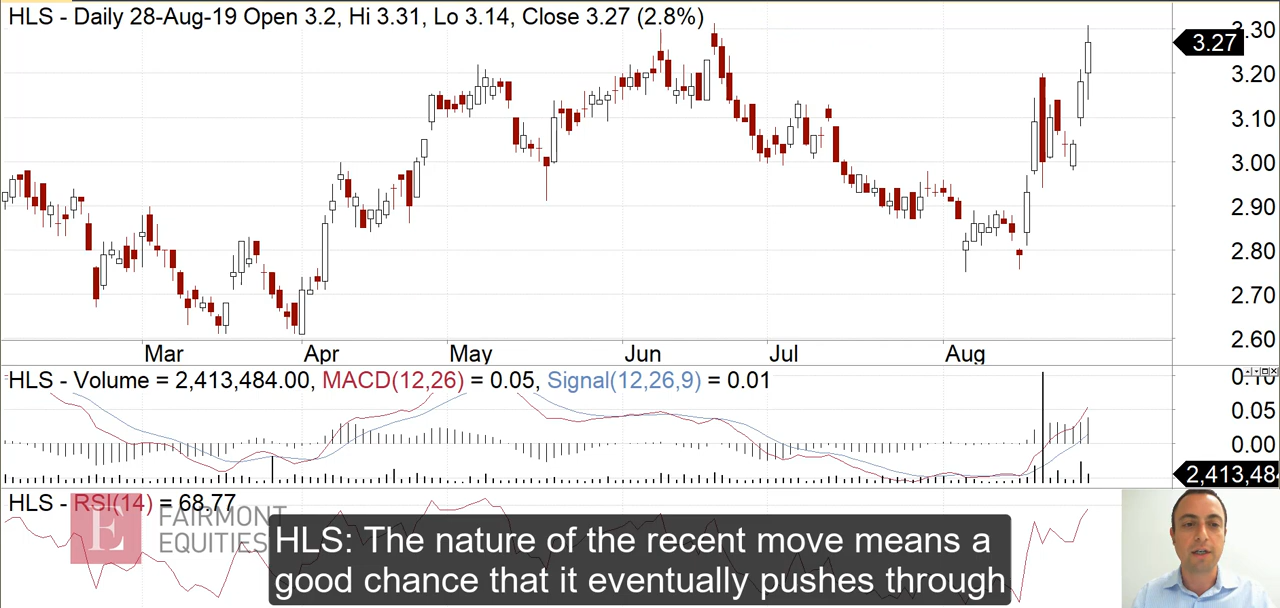 HLS - Daily 28-Aug-19 Open 3.2, Hi 3.31, Lo 3.14, Close 3.27 (2.8%)
3.30
3.27
3.20
3.10
3.00
2.90
2.80
2.70
2.60
Mar Apr May Jun Jul Aug
HLS - Volume = 2,413,484.00, MACD(12,26) = 0.05, Signal(12,26,9) = 0.01
0.10
0.05
0.00
2,413,484
HLS - RSI(14) = 68.77
E FAIRMONT
EQUITIES
HLS: The nature of the recent move means a
good chance that it eventually pushes through